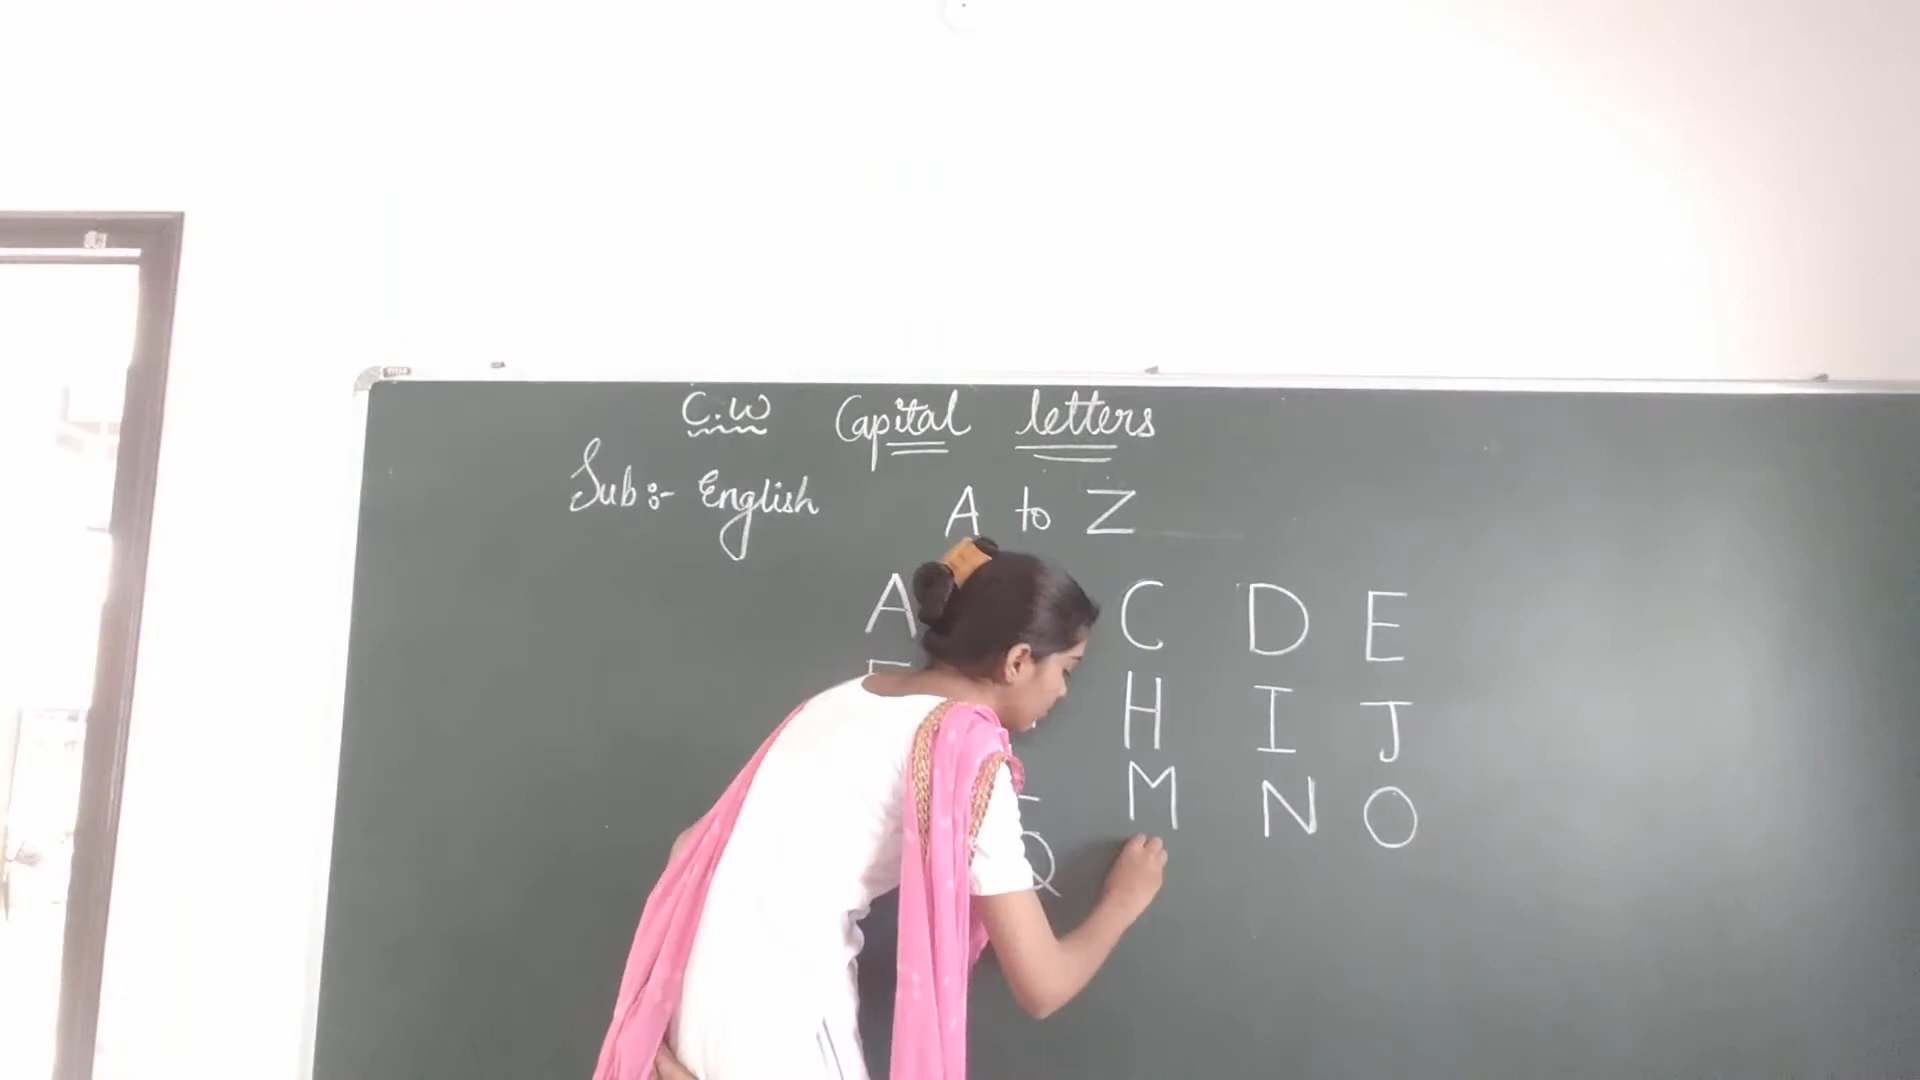 C.W Capital letters
Sub:- English A to Z
A C D E
H I J
M N O
Q